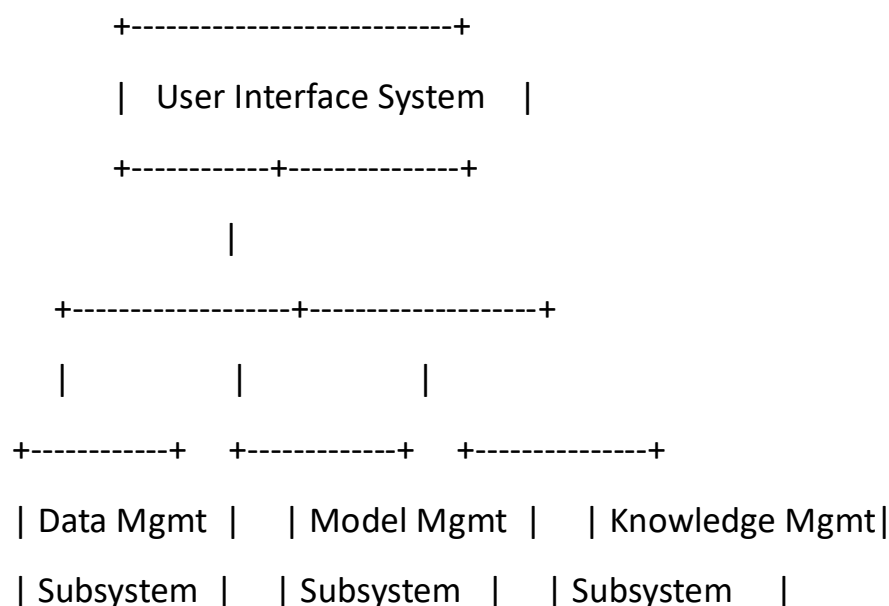 +----------------------------+
| User Interface System |
+------------+---------------+
|
+-------------------+--------------------+
| | |
+------------+ +-------------+ +---------------+
| Data Mgmt | | Model Mgmt | | Knowledge Mgmt|
| Subsystem | | Subsystem | | Subsystem |